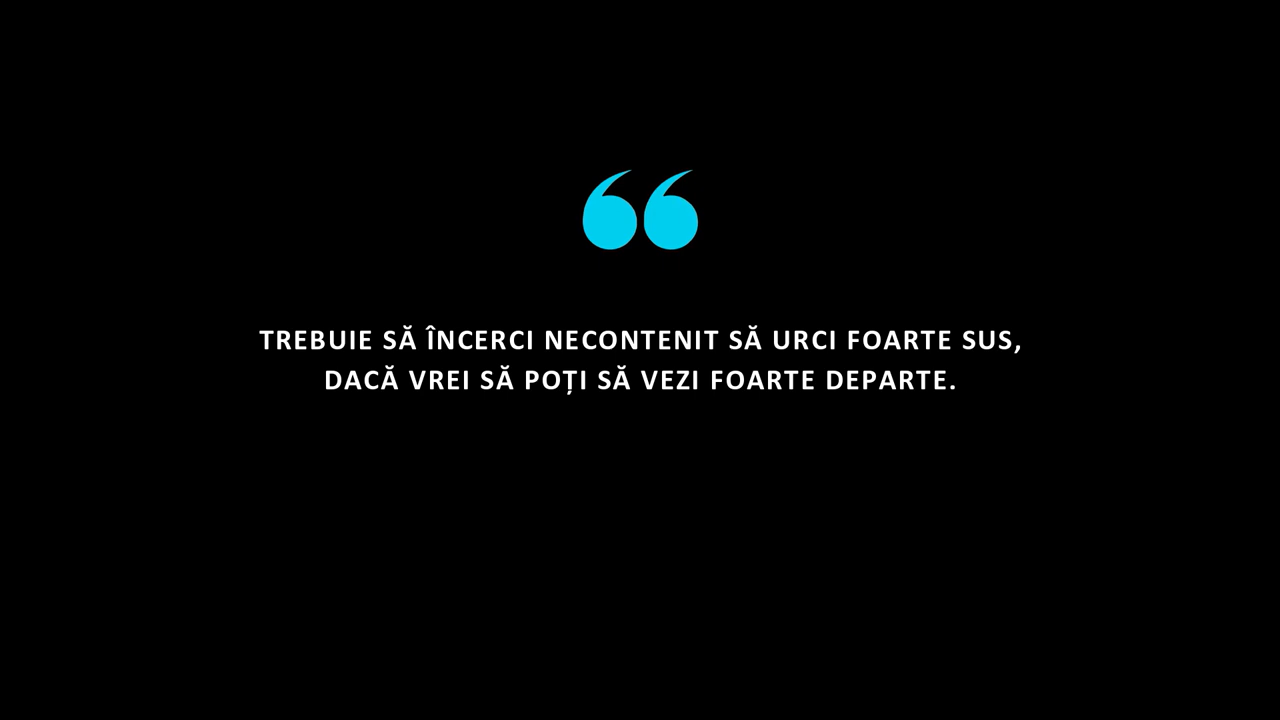 TREBUIE SĂ ÎNCERCI NECONTENIT SĂ URCI FOARTE SUS,
DACĂ VREI SĂ POȚI SĂ VEZI FOARTE DEPARTE.